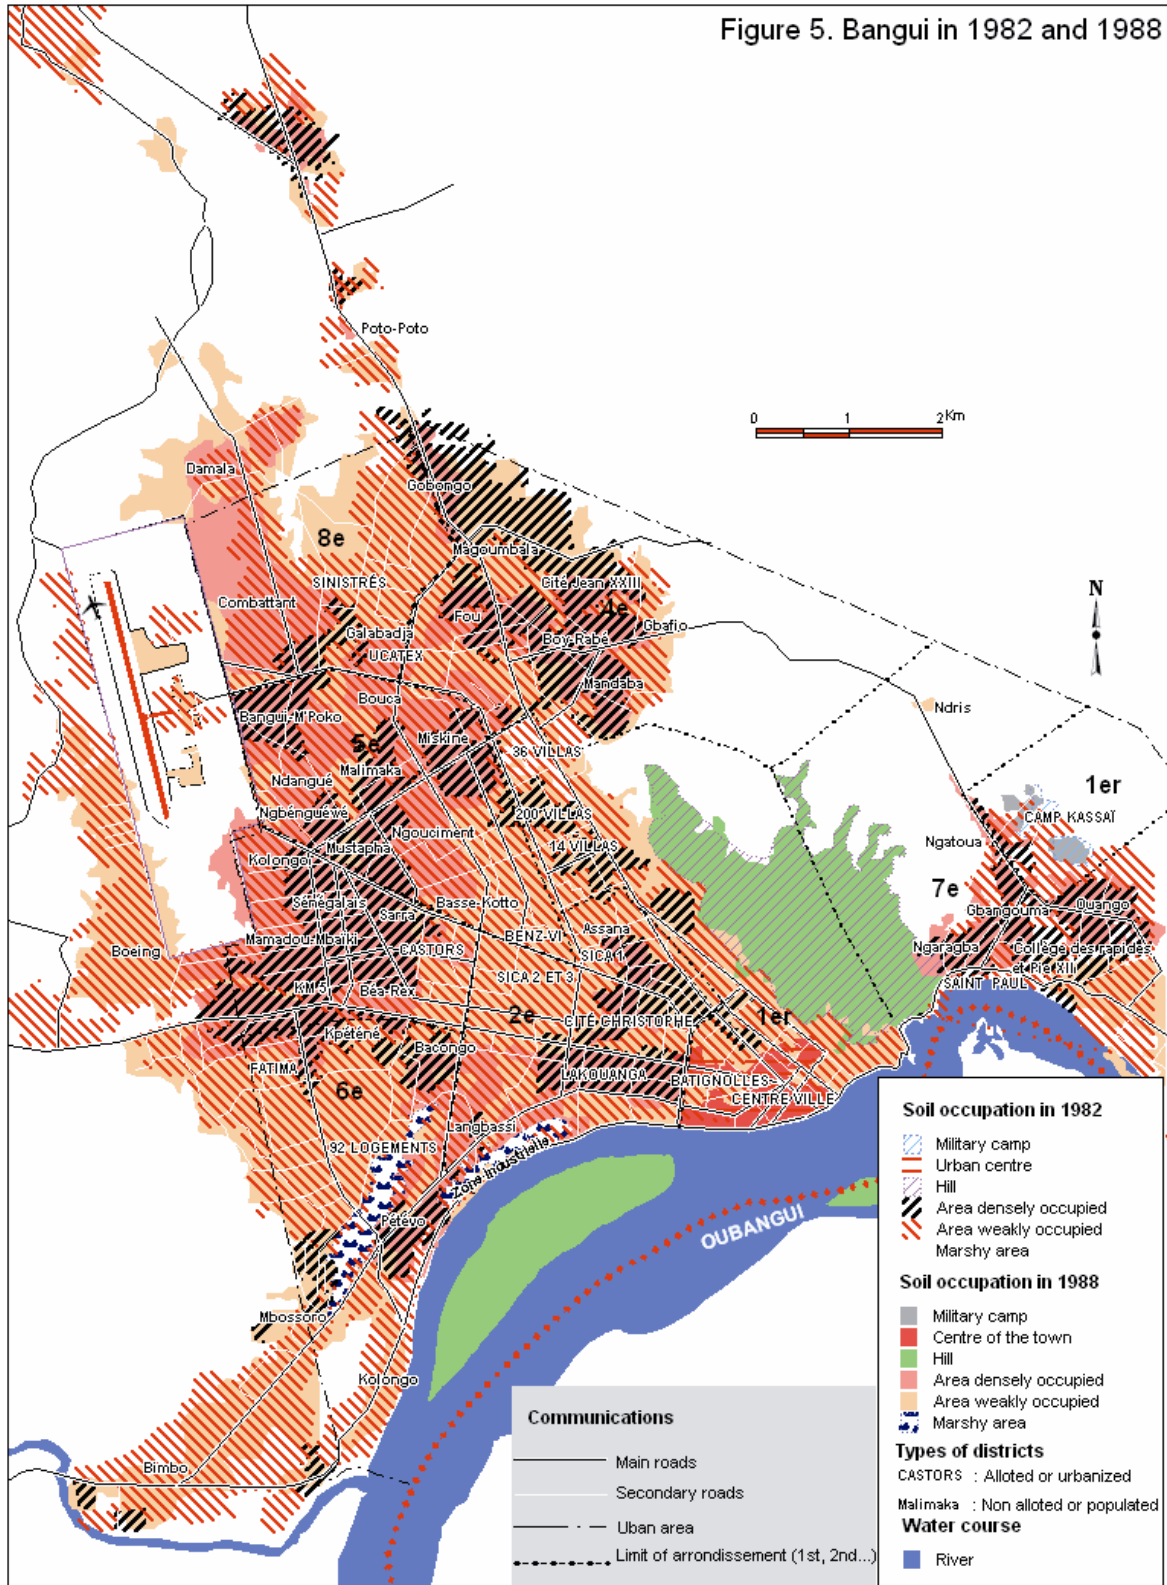 Figure 5. Bangui in 1982 and 1988
Poto-Poto
0 1 2 Km
Damala
Gobongo
8e
Magoumbala
N
SINISTRÉS
Cité Jean XXIII
Combattant
Fou
4e
Galabadja
Boy-Rabé
Gbafio
UCATEX
Mandaba
Bouca
Ndris
Bangui-M'Poko
5e
Miskine
36 VILLAS
Malimaka
Ndangué
1er
Ngbénguéwé
200 VILLAS
CAMP KASSAÏ
Ngouciment
14 VILLAS
Mustapha
Ngatoua
Kolongo
7e
Sénégalais
Basse-Kotto
Ouango
Sarra
Gbangouma
BENZ-VI
Assana
Mamadou-Mbaïki
CASTORS
SICA 1
Ngaragba
Collège des rapides
et Pie XII
Boeing
SICA 2 ET 3
KM 5
Béa-Rex
SAINT PAUL
2e
CITÉ CHRISTOPHE
1er
Kpéténé
Bacongo
FATIMA
LAKOUANGA
BATIGNOLLES
6e
CENTRE VILLE
Langbassi
92 LOGEMENTS
Zone Industrielle
Pétévo
OUBANGUI
Mbossoro
Kolongo
Bimbo
Soil occupation in 1982
Military camp
Urban centre
Hill
Area densely occupied
Area weakly occupied
Marshy area
Soil occupation in 1988
Military camp
Centre of the town
Hill
Area densely occupied
Area weakly occupied
Marshy area
Types of districts
CASTORS : Alloted or urbanized
Malimaka : Non alloted or populated
Water course
River
Communications
Main roads
Secondary roads
Uban area
Limit of arrondissement (1st, 2nd...)